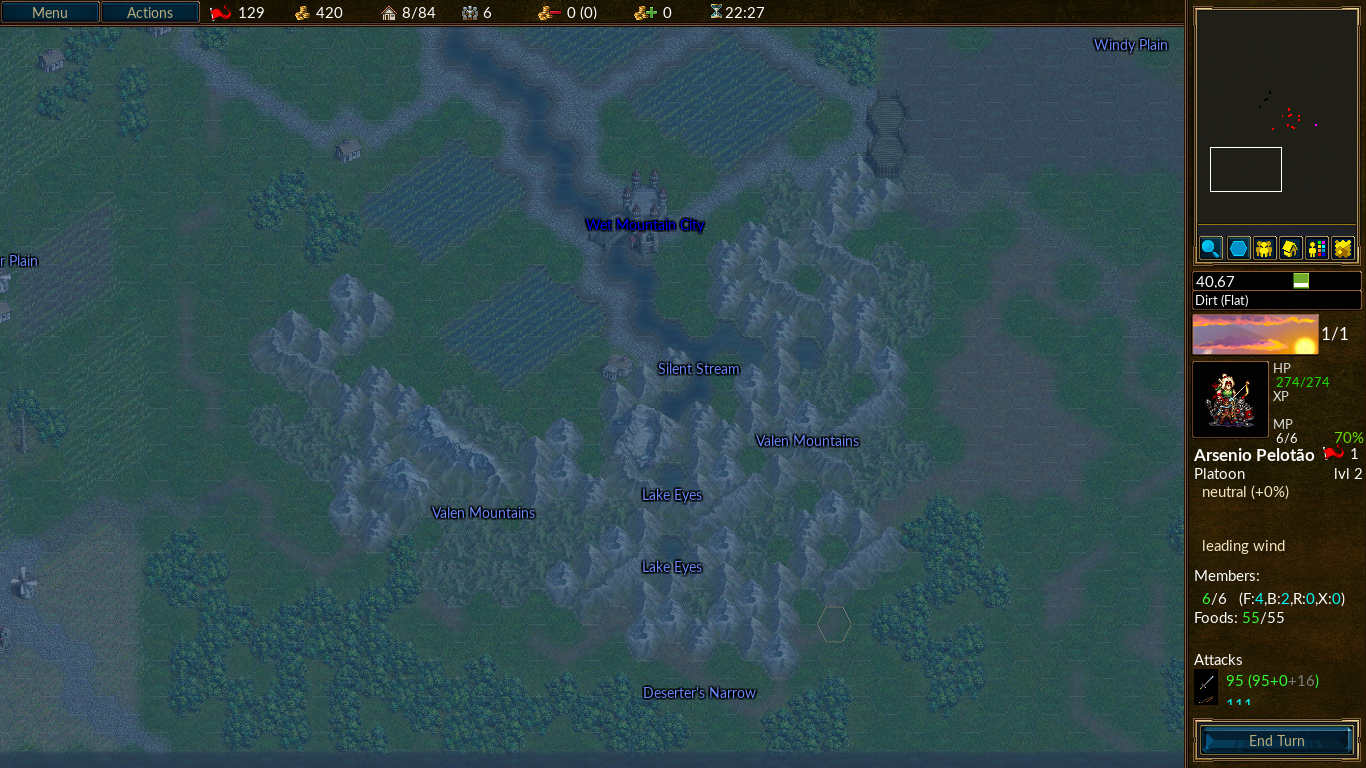 Menu
Actions
129
420
8/84
6
0 (0)
0
22:27
Windy Plain
Wet Mountain City
r Plain
Silent Stream
Valen Mountains
Lake Eyes
Valen Mountains
Lake Eyes
Deserter's Narrow
40,67
Dirt (Flat)
1/1
HP
274/274
XP
MP
6/6
70%
Arsenio Pelotão
1
Platoon
lvl 2
neutral (+0%)
leading wind
Members:
6/6 (F:4,B:2,R:0,X:0)
Foods: 55/55
Attacks
95 (95+0+16)
111
End Turn